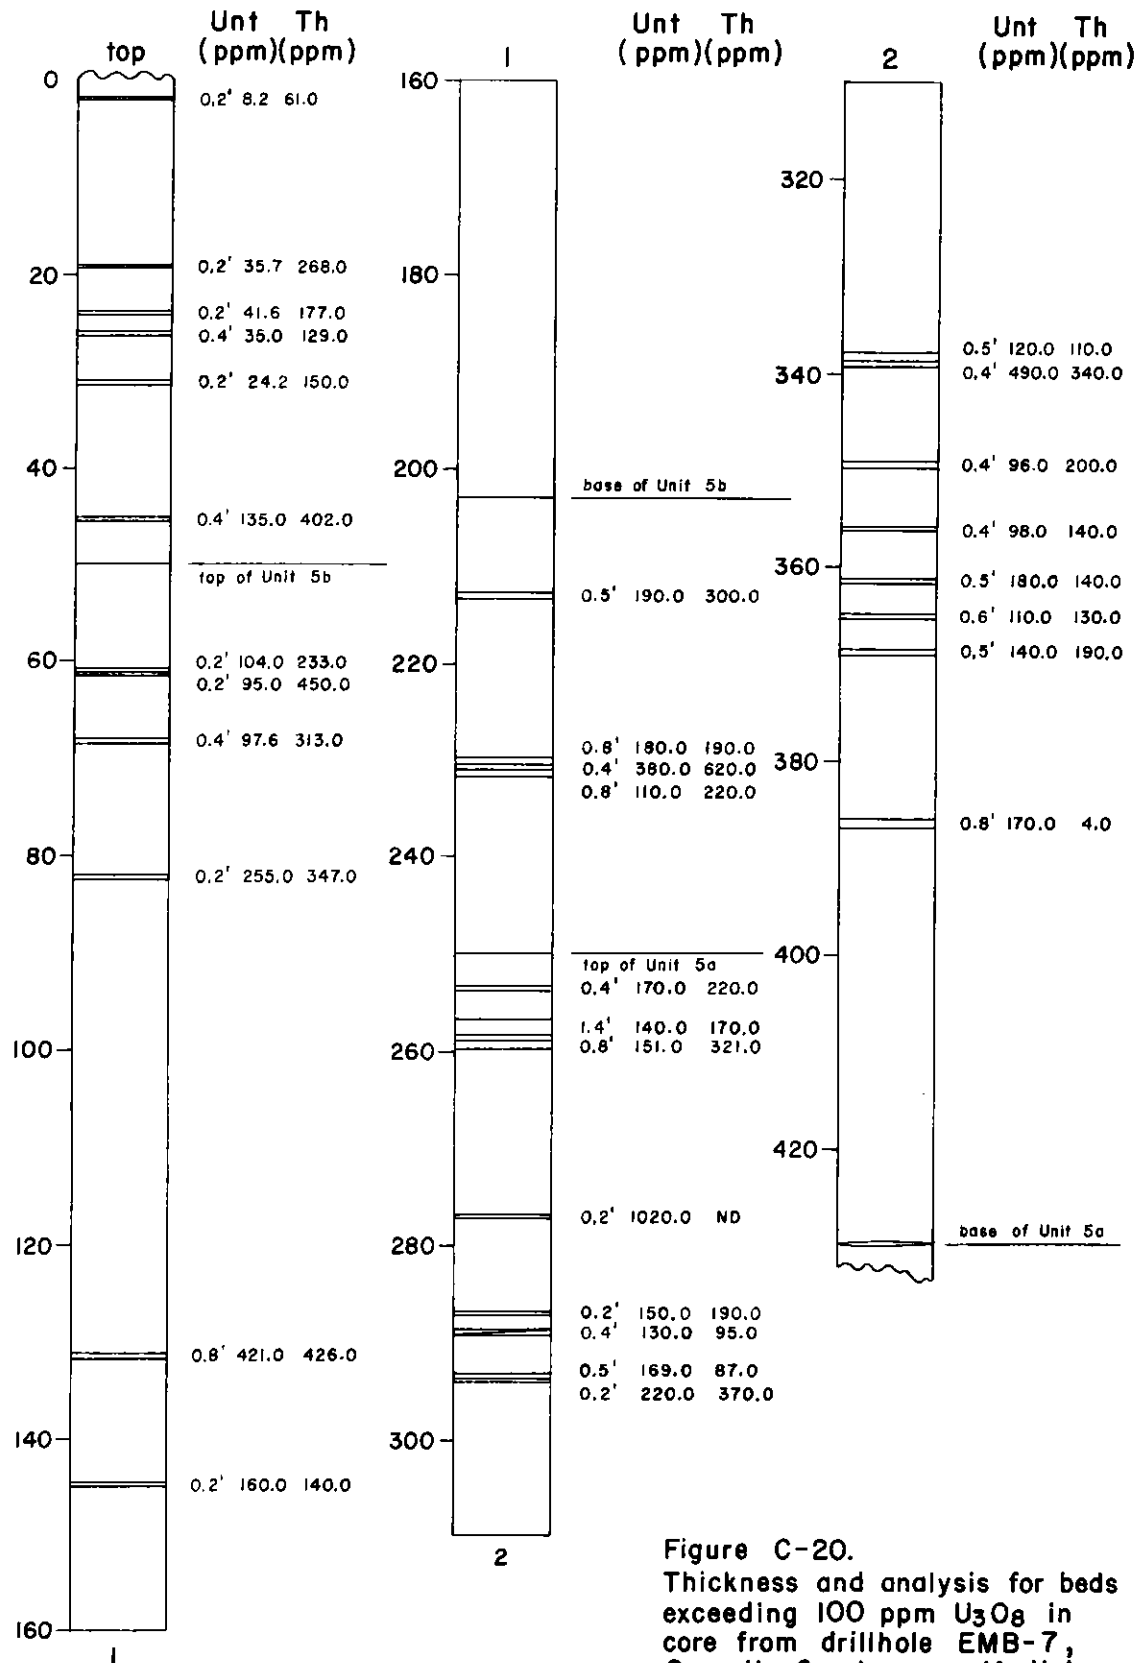 Unt Th
top (ppm)(ppm)
0
0.2' 8.2 61.0
0.2' 35.7 268.0
20
0.2' 41.6 177.0
0.4' 35.0 129.0
0.2' 24.2 150.0
40
0.4' 135.0 402.0
top of Unit 5b
60
0.2' 104.0 233.0
0.2' 95.0 450.0
0.4' 97.6 313.0
80
0.2' 255.0 347.0
100
120
0.8' 421.0 426.0
140
0.2' 160.0 140.0
160
1
Unt Th
1 (ppm)(ppm)
160
180
200
base of Unit 5b
0.5' 190.0 300.0
220
0.8' 180.0 190.0
0.4' 380.0 620.0
0.8' 110.0 220.0
240
top of Unit 5a
0.4' 170.0 220.0
1.4' 140.0 170.0
0.8' 151.0 321.0
260
0.2' 1020.0 ND
280
0.2' 150.0 190.0
0.4' 130.0 95.0
0.5' 169.0 87.0
0.2' 220.0 370.0
300
2
Unt Th
2 (ppm)(ppm)
320
0.5' 120.0 110.0
340
0.4' 490.0 340.0
0.4' 96.0 200.0
0.4' 98.0 140.0
360
0.5' 180.0 140.0
0.6' 110.0 130.0
0.5' 140.0 190.0
380
0.8' 170.0 4.0
400
420
base of Unit 5a
Figure C-20.
Thickness and analysis for beds
exceeding 100 ppm U3O8 in
core from drillhole EMB-7,